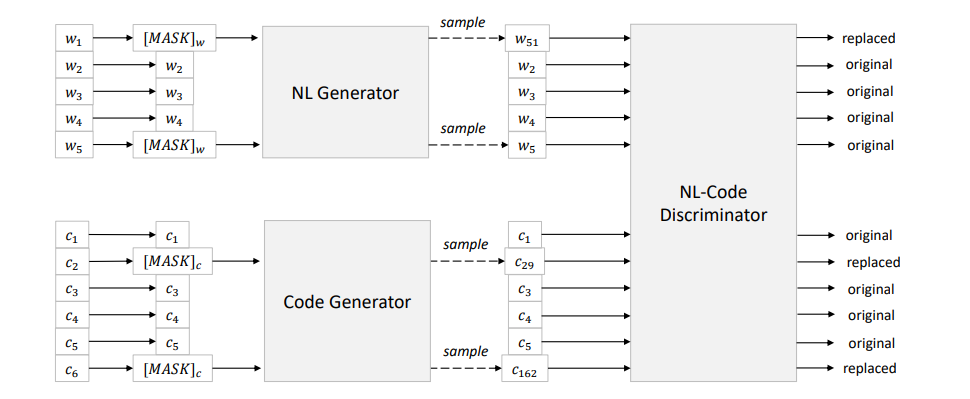 sample
w₁ [MASK]w w₅₁ replaced
w₂ w₂ w₂ original
w₃ w₃ NL Generator w₃ original
w₄ w₄ w₄ original
sample
w₅ [MASK]w w₅ original
NL-Code
Discriminator
c₁ c₁ c₁ original
sample
c₂ [MASK]c c₂₉ replaced
c₃ c₃ Code Generator c₃ original
c₄ c₄ c₄ original
c₅ c₅ c₅ original
sample
c₆ [MASK]c c₁₆₂ replaced